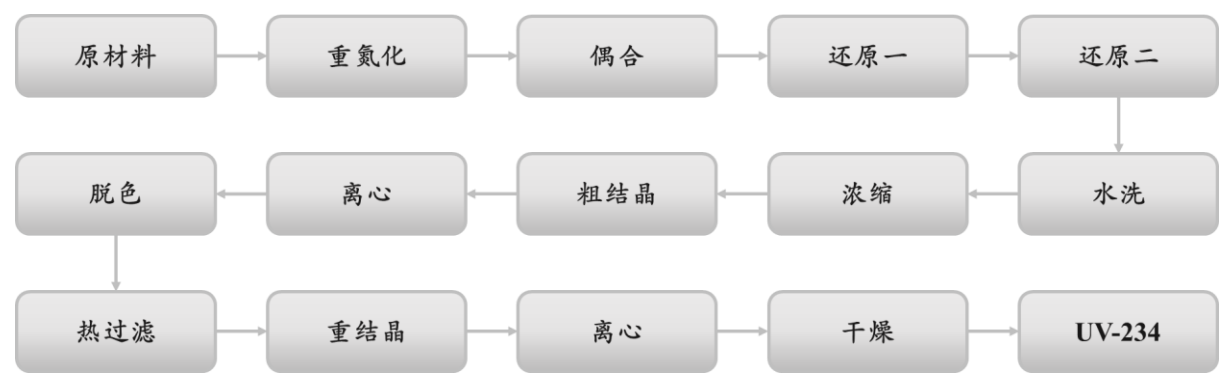 原材料
重氮化
偶合
还原一
还原二
水洗
浓缩
粗结晶
离心
脱色
热过滤
重结晶
离心
干燥
UV-234